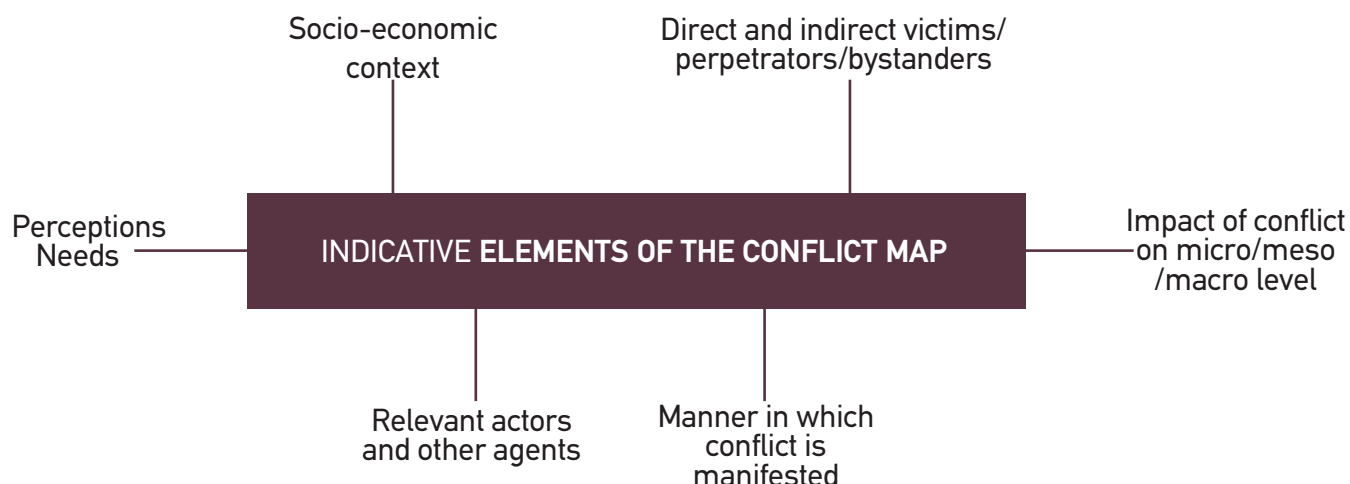 Socio-economic
context
Direct and indirect victims/
perpetrators/bystanders
Perceptions
Needs
INDICATIVE ELEMENTS OF THE CONFLICT MAP
Impact of conflict
on micro/meso
/macro level
Relevant actors
and other agents
Manner in which
conflict is
manifested